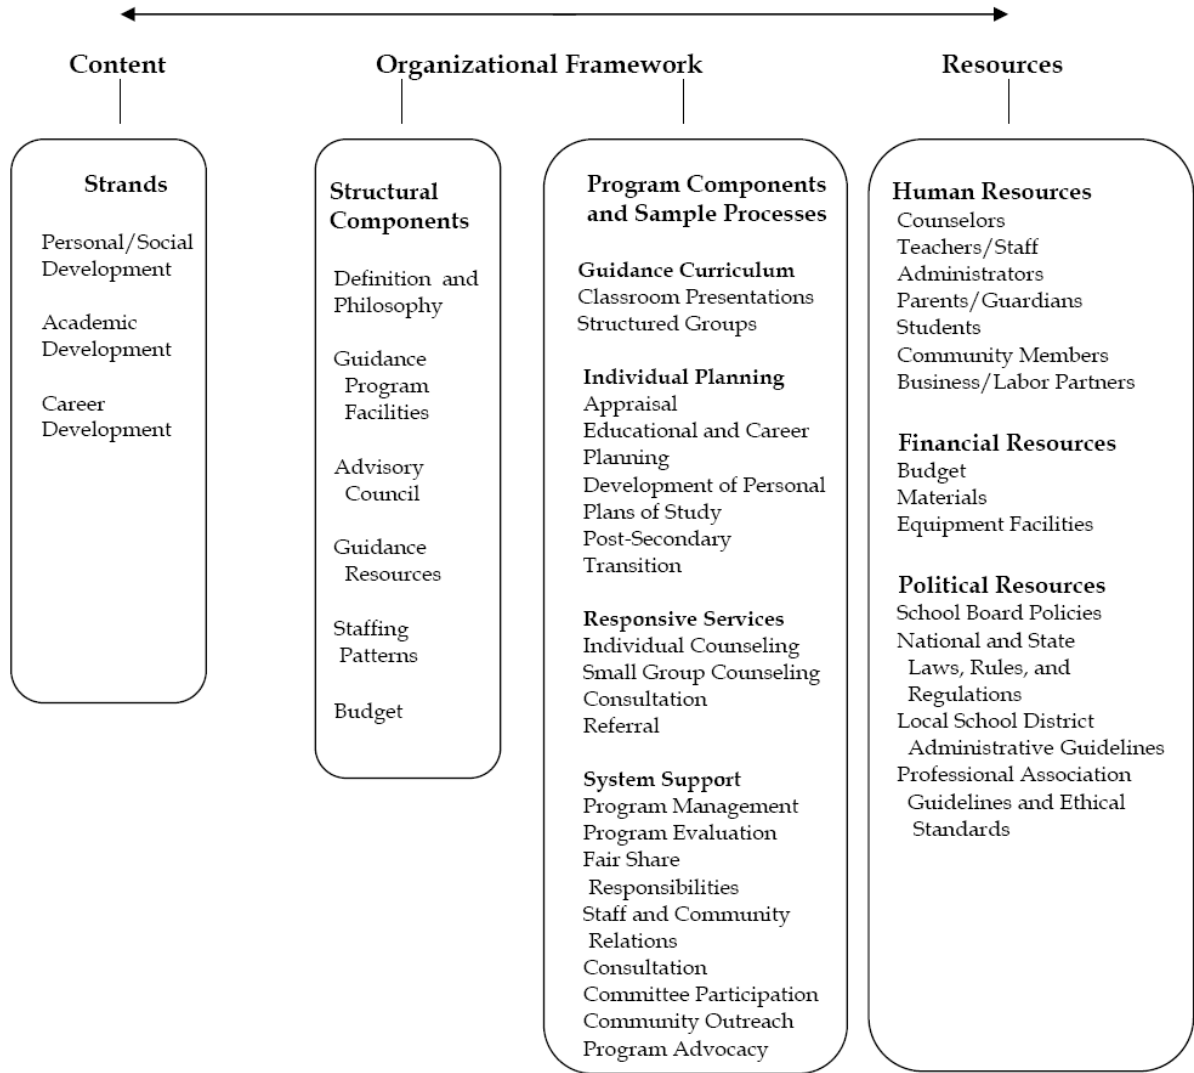 Content
Organizational Framework
Resources
Strands
Personal/Social
Development
Academic
Development
Career
Development
Structural
Components
Definition and
Philosophy
Guidance
Program
Facilities
Advisory
Council
Guidance
Resources
Staffing
Patterns
Budget
Program Components
and Sample Processes
Guidance Curriculum
Classroom Presentations
Structured Groups
Individual Planning
Appraisal
Educational and Career
Planning
Development of Personal
Plans of Study
Post-Secondary
Transition
Responsive Services
Individual Counseling
Small Group Counseling
Consultation
Referral
System Support
Program Management
Program Evaluation
Fair Share
Responsibilities
Staff and Community
Relations
Consultation
Committee Participation
Community Outreach
Program Advocacy
Human Resources
Counselors
Teachers/Staff
Administrators
Parents/Guardians
Students
Community Members
Business/Labor Partners
Financial Resources
Budget
Materials
Equipment Facilities
Political Resources
School Board Policies
National and State
Laws, Rules, and
Regulations
Local School District
Administrative Guidelines
Professional Association
Guidelines and Ethical
Standards